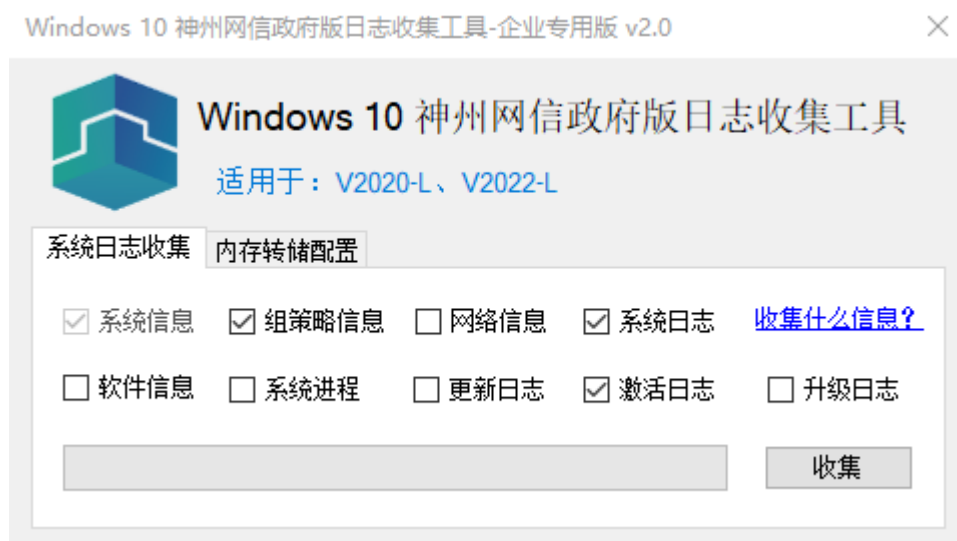 Windows 10 神州网信政府版日志收集工具-企业专用版 v2.0
Windows 10 神州网信政府版日志收集工具
适用于：V2020-L、V2022-L
系统日志收集 内存转储配置
系统信息 组策略信息 网络信息 系统日志 收集什么信息？
软件信息 系统进程 更新日志 激活日志 升级日志
收集